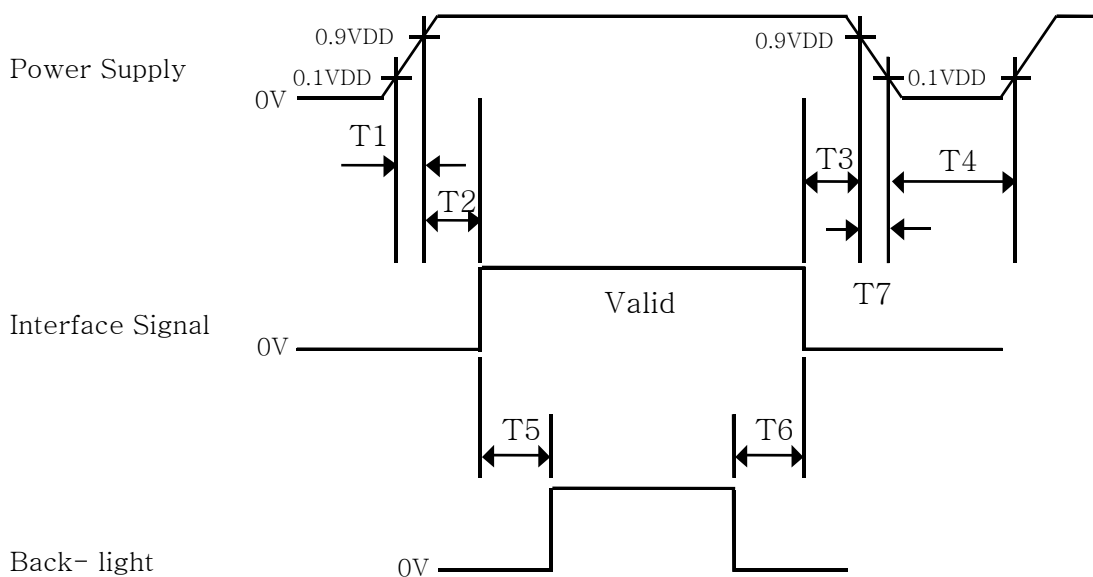 0.9VDD
0.9VDD
Power Supply
0.1VDD
0.1VDD
0V
T1
T3
T4
T2
Valid
T7
Interface Signal
0V
T5
T6
Back- light
0V